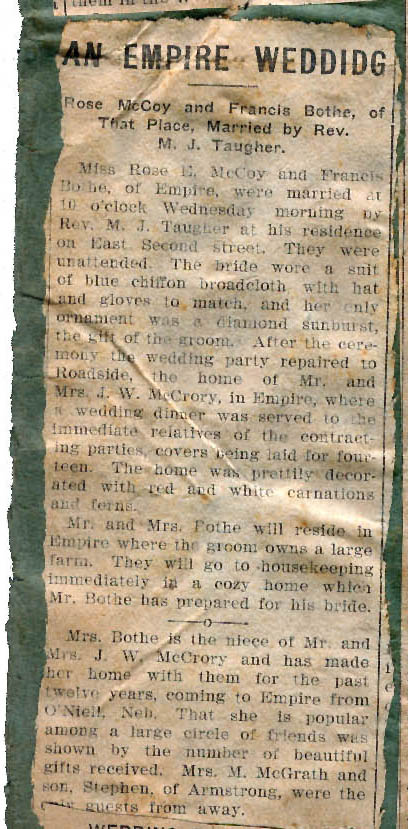 them in the w
AN EMPIRE WEDDIDG
Rose McCoy and Francis Bothe, of
That Place, Married by Rev.
M. J. Taugher.
Miss Rose E. McCoy and Francis
Bothe, of Empire, were married at
10 o'clock Wednesday morning by
Rev. M. J. Taugher at his residence
on East Second street. They were
unattended. The bride wore a suit
of blue chiffon broadcloth with hat
and gloves to match, and her only
ornament was a diamond sunburst,
the gift of the groom. After the cere-
mony the wedding party repaired to
Roadside, the home of Mr. and
Mrs. J. W. McCrory, in Empire, where
a wedding dinner was served to the
immediate relatives of the contract-
ing parties, covers being laid for four-
teen. The home was prettily decor-
ated with red and white carnations
and ferns.
Mr. and Mrs. Fothe will reside in
Empire where the groom owns a large
farm. They will go to housekeeping
immediately in a cozy home which
Mr. Bothe has prepared for his bride.
—o—
Mrs. Bothe is the niece of Mr. and
Mrs. J. W. McCrory and has made
her home with them for the past
twelve years, coming to Empire from
O'Niell, Neb. That she is popular
among a large circle of friends was
shown by the number of beautiful
gifts received. Mrs. M. McGrath and
son, Stephen, of Armstrong, were the
only guests from away.
WEDDING